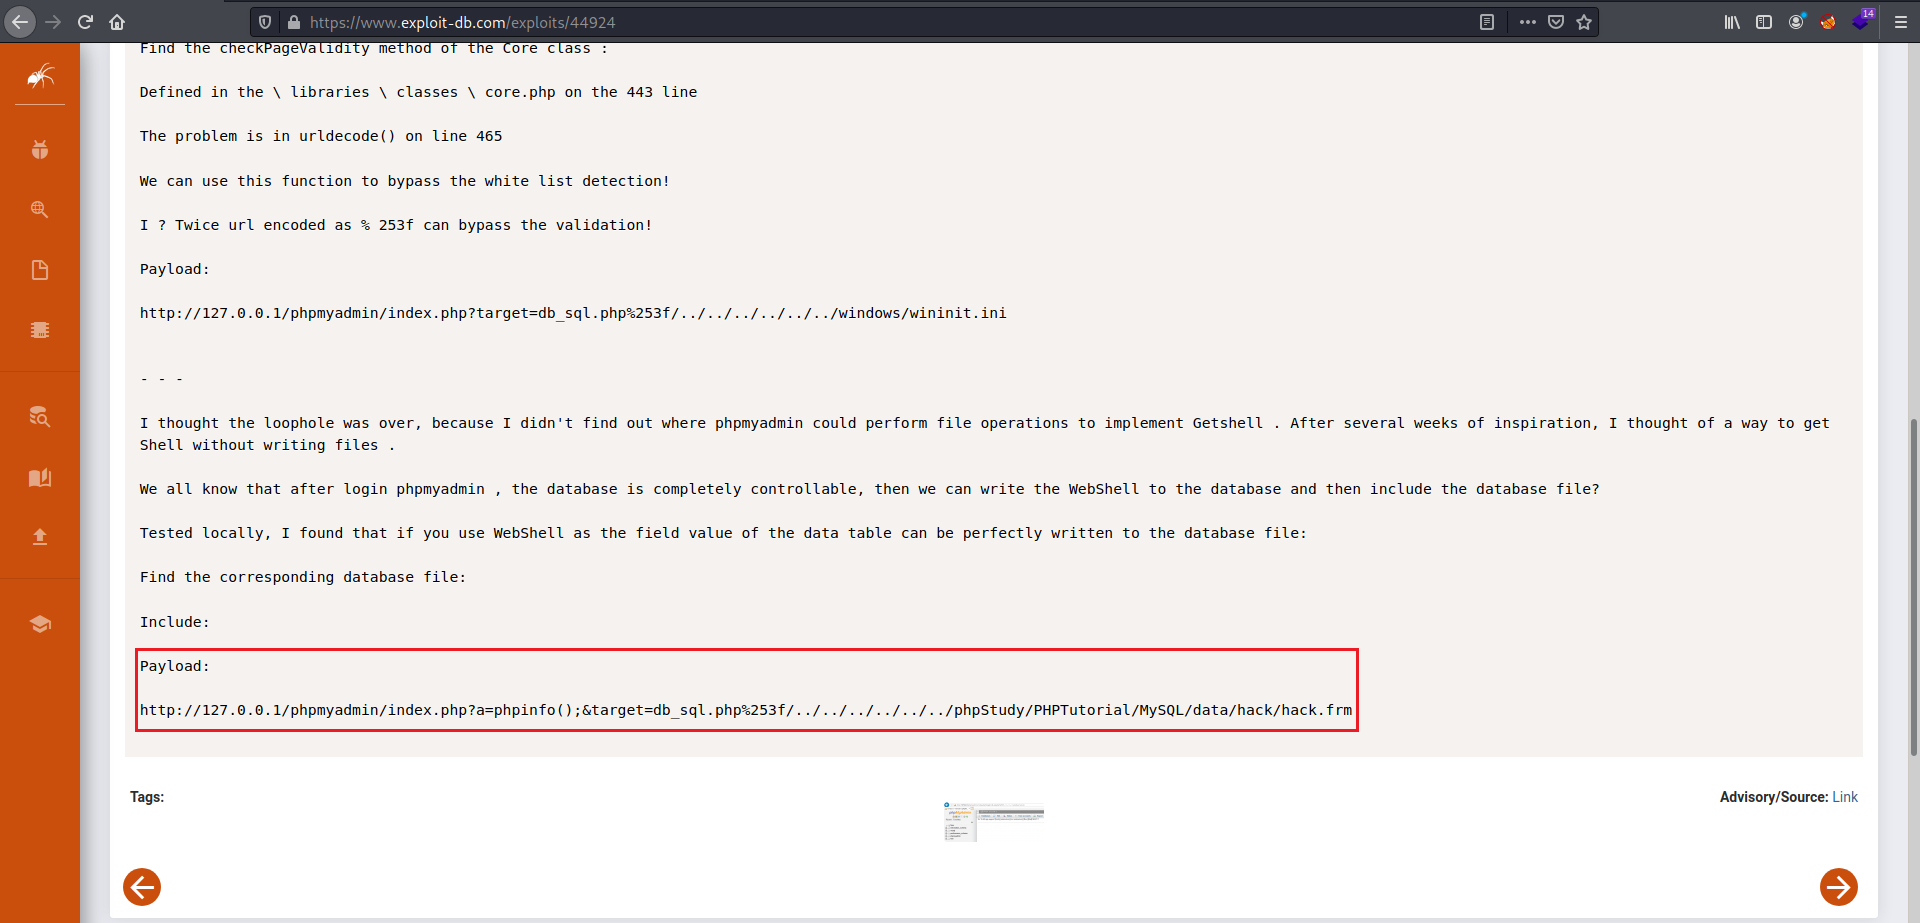 https://www.exploit-db.com/exploits/44924
14
Find the checkPageValidity method of the Core class :
Defined in the \ libraries \ classes \ core.php on the 443 line
The problem is in urldecode() on line 465
We can use this function to bypass the white list detection!
I ? Twice url encoded as % 253f can bypass the validation!
Payload:
http://127.0.0.1/phpmyadmin/index.php?target=db_sql.php%253f/../../../../../../windows/wininit.ini
- - -
I thought the loophole was over, because I didn't find out where phpmyadmin could perform file operations to implement Getshell . After several weeks of inspiration, I thought of a way to get
Shell without writing files .
We all know that after login phpmyadmin , the database is completely controllable, then we can write the WebShell to the database and then include the database file?
Tested locally, I found that if you use WebShell as the field value of the data table can be perfectly written to the database file:
Find the corresponding database file:
Include:
Payload:
http://127.0.0.1/phpmyadmin/index.php?a=phpinfo();&target=db_sql.php%253f/../../../../../../phpStudy/PHPTutorial/MySQL/data/hack/hack.frm
Tags:
Advisory/Source: Link